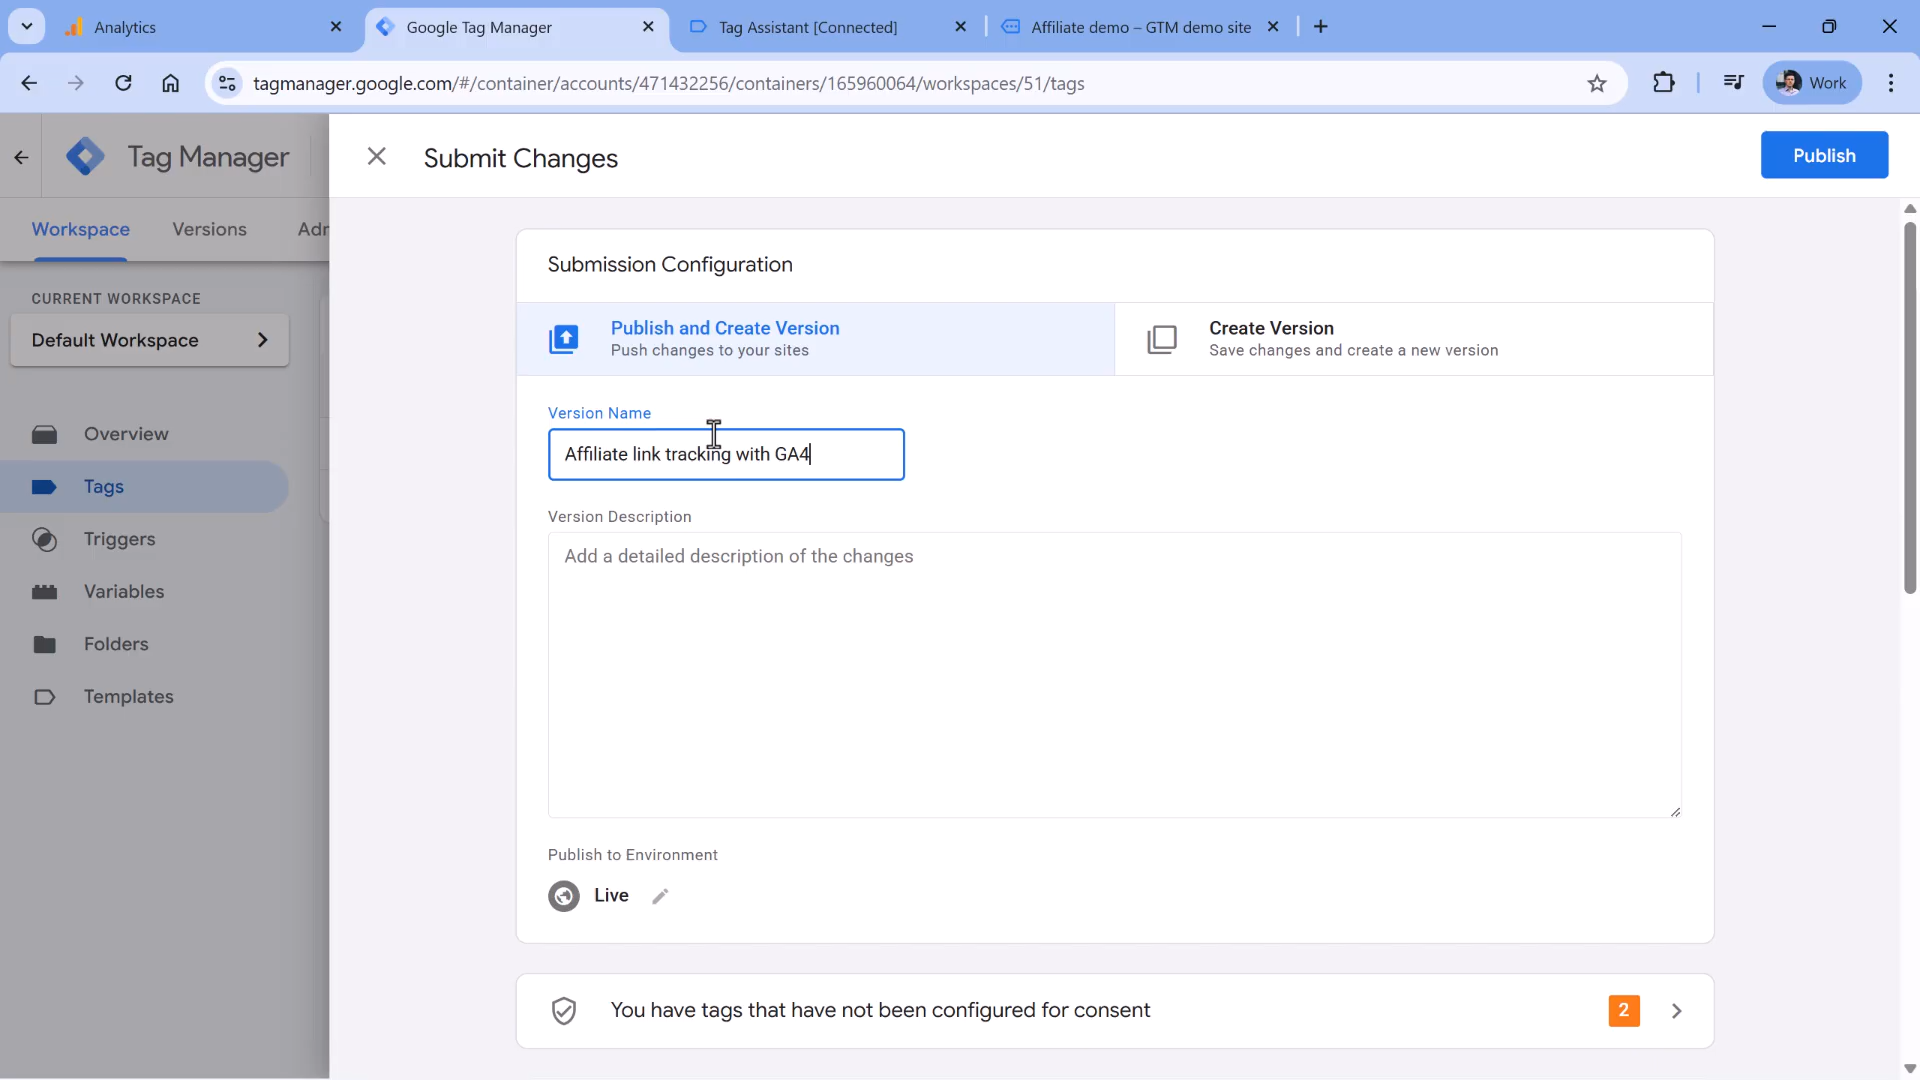 Analytics
Google Tag Manager
Tag Assistant [Connected]
Affiliate demo – GTM demo site
tagmanager.google.com/#/container/accounts/471432256/containers/165960064/workspaces/51/tags
Work
Tag Manager
Submit Changes
Publish
Workspace
Versions
Adr
Submission Configuration
CURRENT WORKSPACE
Default Workspace
Publish and Create Version
Push changes to your sites
Create Version
Save changes and create a new version
Version Name
Affiliate link tracking with GA4
Overview
Tags
Triggers
Variables
Folders
Templates
Version Description
Add a detailed description of the changes
Publish to Environment
Live
You have tags that have not been configured for consent
2